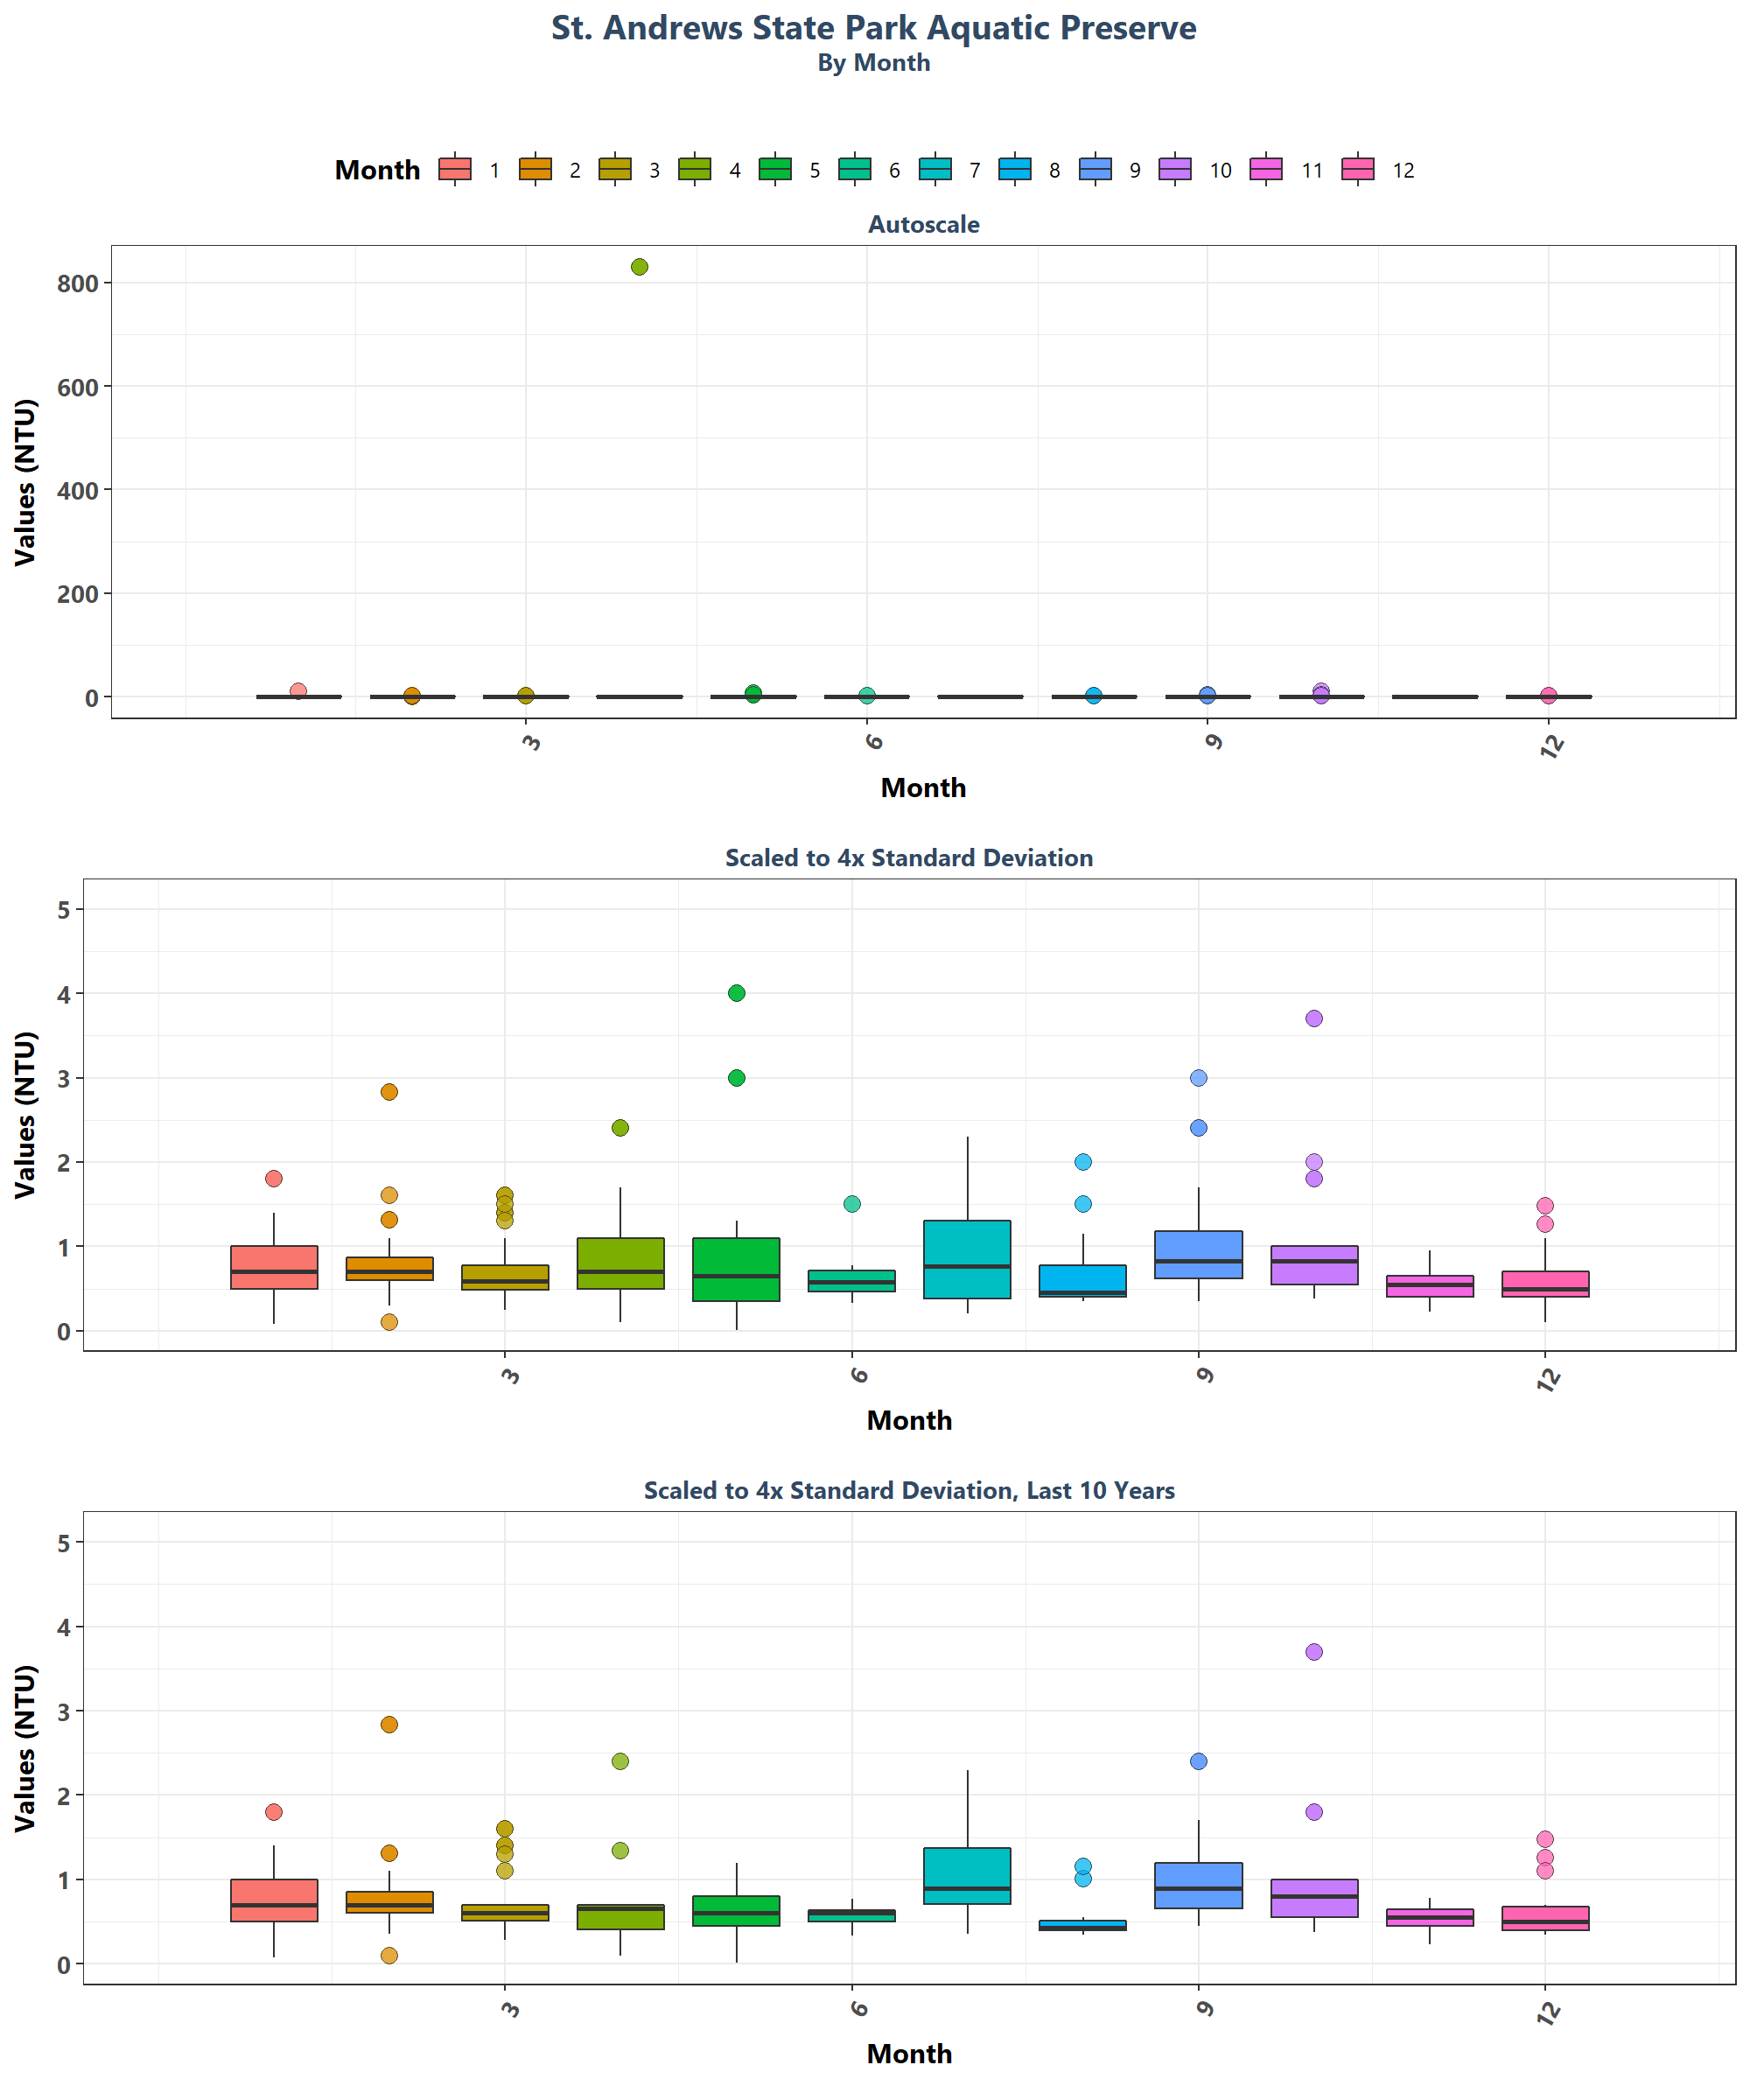 St. Andrews State Park Aquatic Preserve
By Month
Month 1 2 3 4 5 6 7 8 9 10 11 12
Autoscale
Values (NTU)
800
600
400
200
0
3 6 9 12
Month
Scaled to 4x Standard Deviation
Values (NTU)
5
4
3
2
1
0
3 6 9 12
Month
Scaled to 4x Standard Deviation, Last 10 Years
Values (NTU)
5
4
3
2
1
0
3 6 9 12
Month